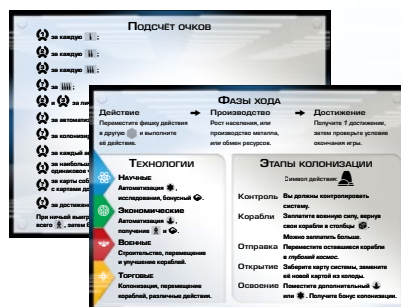 Подсчёт очков
за каждую ;
за каждую ;
за каждую ;
за ;
и за ли
за автомати
за колониз
за каждый а
за наибольш
одинаковое
за карты соб
с картами до
за достижен
При ничьей выигр
всего , затем б
Фазы хода
Действие
Переместите фишку действия
в другую и выполните
её действие.
Производство
Рост населения, или
производство металла,
или обмен ресурсов.
Достижение
Получите 1 достижение,
затем проверьте условие
окончания игры.
Технологии
Научные
Автоматизация ,
исследования, бонусный .
Экономические
Автоматизация ,
получение и .
Военные
Строительство, перемещение
и улучшение кораблей.
Торговые
Колонизация, перемещение
кораблей, различные действия.
Этапы колонизации
Символ действия:
Контроль Вы должны контролировать
систему.
Корабли Заплатите военную силу, вернув
свои корабли в столбцы .
Можно заплатить больше.
Отправка Переместите оставшиеся корабли
в глубокий космос.
Открытие Заберите карту системы, замените
её новой картой из колоды.
Освоение Поместите дополнительный
или . Получите бонус колонизации.